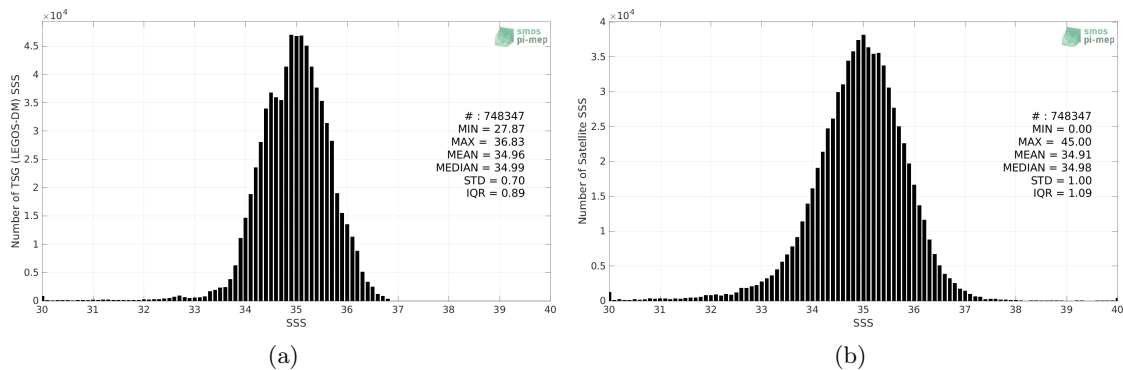 ×10⁴
4.5
4
3.5
3
2.5
2
1.5
1
0.5
0
Number of TSG (LEGOS-DM) SSS
30 31 32 33 34 35 36 37 38 39 40
SSS
smos
pi-mep
# : 748347
MIN = 27.87
MAX = 36.83
MEAN = 34.96
MEDIAN = 34.99
STD = 0.70
IQR = 0.89
(a)
×10⁴
4
3.5
3
2.5
2
1.5
1
0.5
0
Number of Satellite SSS
30 31 32 33 34 35 36 37 38 39 40
SSS
smos
pi-mep
# : 748347
MIN = 0.00
MAX = 45.00
MEAN = 34.91
MEDIAN = 34.98
STD = 1.00
IQR = 1.09
(b)